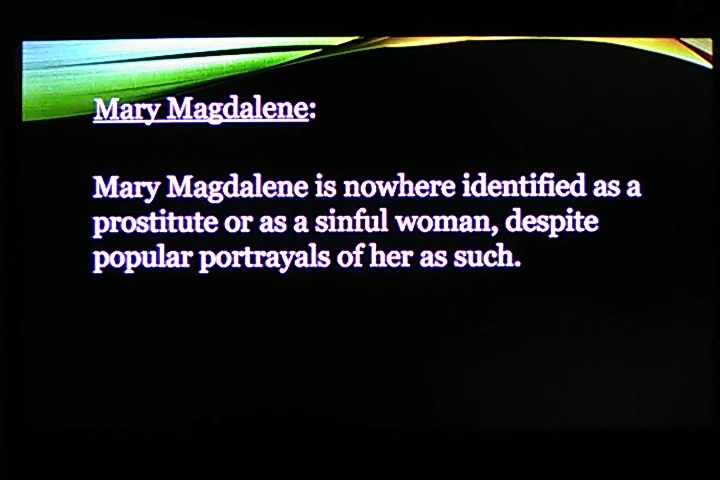 Mary Magdalene:
Mary Magdalene is nowhere identified as a
prostitute or as a sinful woman, despite
popular portrayals of her as such.